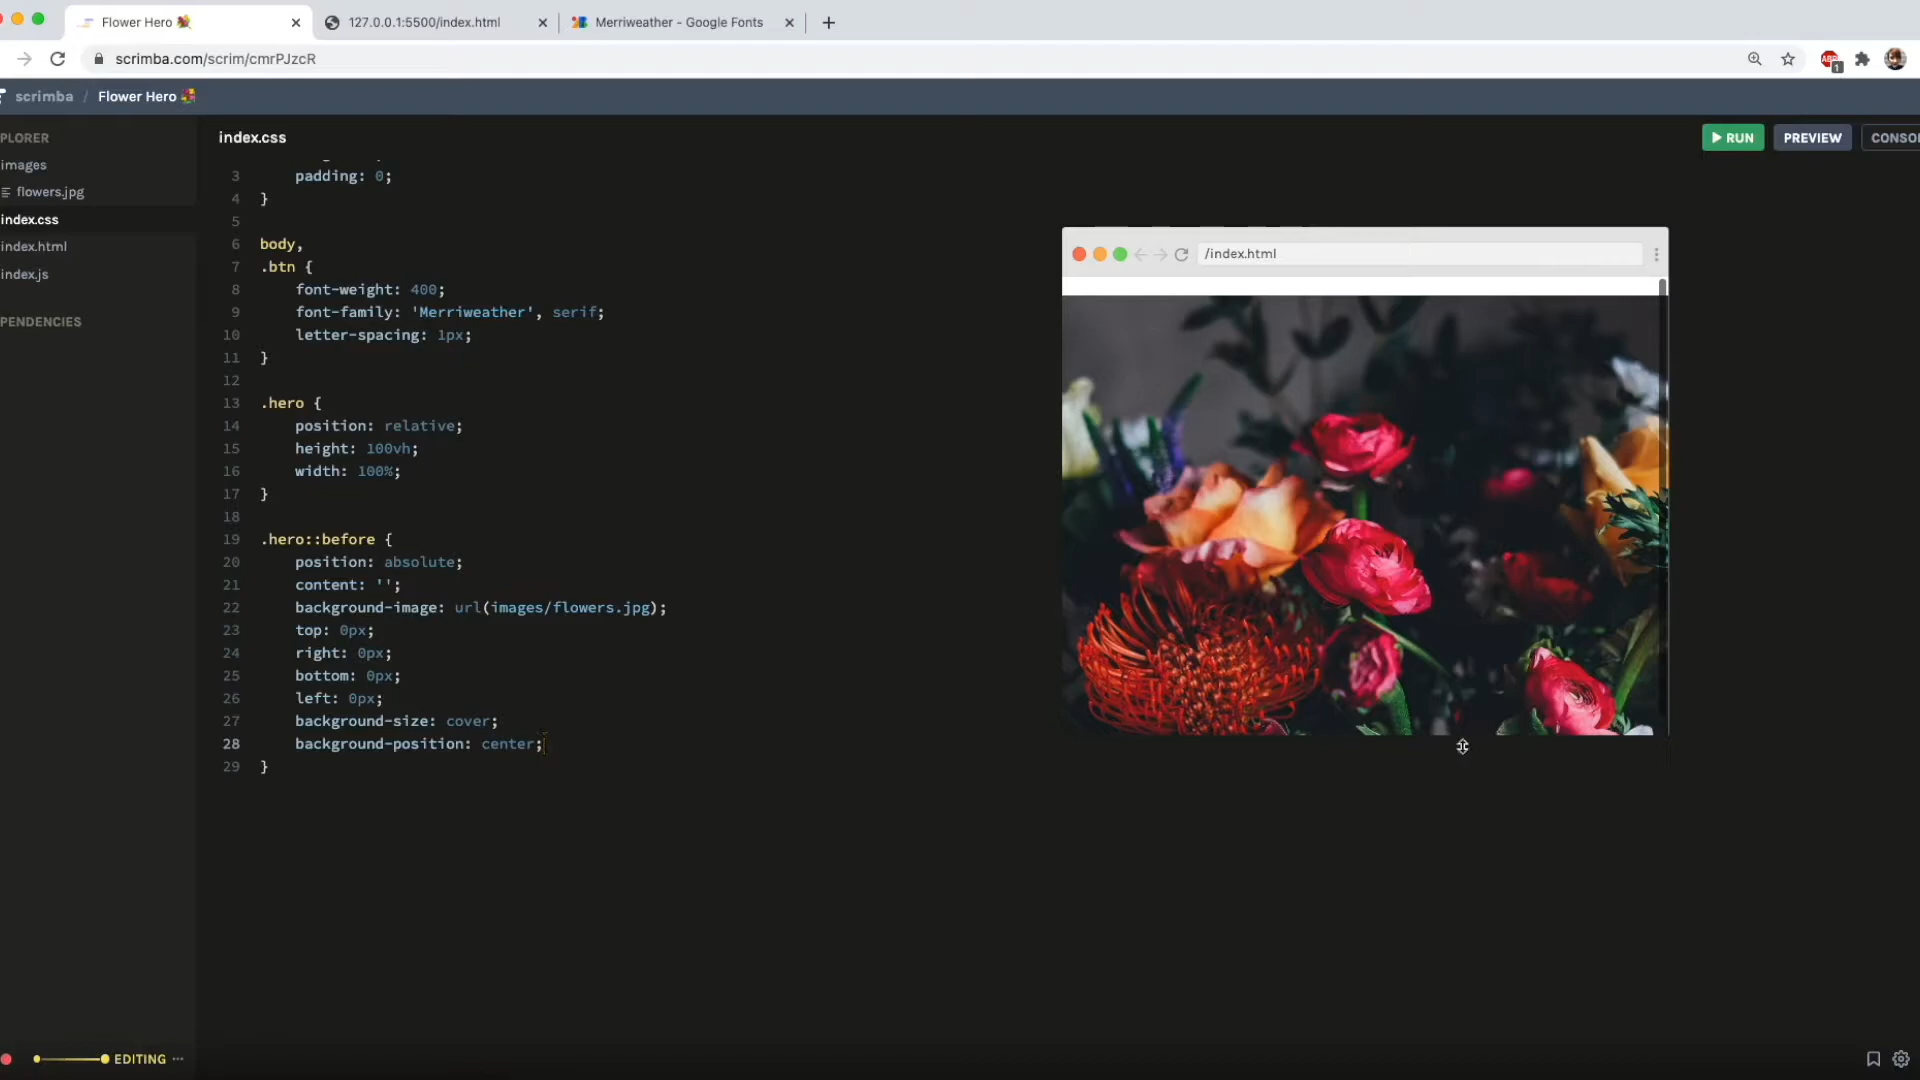 Flower Hero
127.0.0.1:5500/index.html
Merriweather - Google Fonts
scrimba.com/scrim/cmrPJzcR
ABP
1
scrimba / Flower Hero
PLORER
images
flowers.jpg
index.css
index.html
index.js
PENDENCIES
index.css
RUN
PREVIEW
CONSO
3 padding: 0;
4 }
5
6 body,
7 .btn {
8 font-weight: 400;
9 font-family: 'Merriweather', serif;
10 letter-spacing: 1px;
11 }
12
13 .hero {
14 position: relative;
15 height: 100vh;
16 width: 100%;
17 }
18
19 .hero::before {
20 position: absolute;
21 content: '';
22 background-image: url(images/flowers.jpg);
23 top: 0px;
24 right: 0px;
25 bottom: 0px;
26 left: 0px;
27 background-size: cover;
28 background-position: center;
29 }
/index.html
EDITING ···